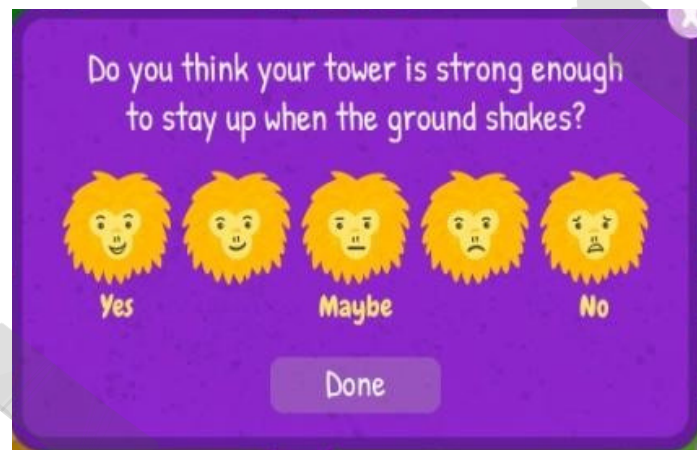 Do you think your tower is strong enough
to stay up when the ground shakes?
Yes
Maybe
No
Done